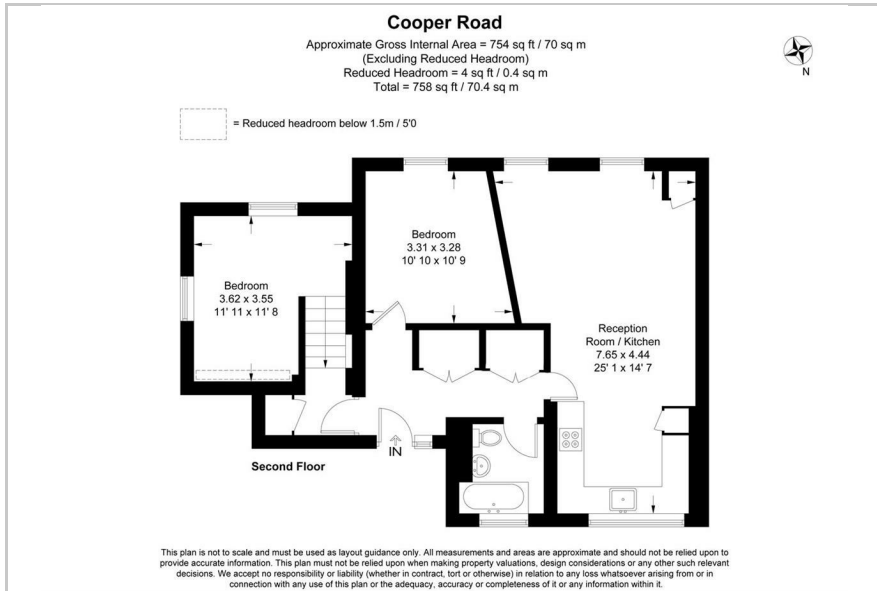 Cooper Road
Approximate Gross Internal Area = 754 sq ft / 70 sq m
(Excluding Reduced Headroom)
Reduced Headroom = 4 sq ft / 0.4 sq m
Total = 758 sq ft / 70.4 sq m
N
= Reduced headroom below 1.5m / 5'0
Bedroom
3.31 x 3.28
10' 10 x 10' 9
Bedroom
3.62 x 3.55
11' 11 x 11' 8
Reception
Room / Kitchen
7.65 x 4.44
25' 1 x 14' 7
IN
Second Floor
This plan is not to scale and must be used as layout guidance only. All measurements and areas are approximate and should not be relied upon to
provide accurate information. This plan must not be relied upon when making property valuations, design considerations or any other such relevant
decisions. We accept no responsibility or liability (whether in contract, tort or otherwise) in relation to any loss whatsoever arising from or in
connection with any use of this plan or the adequacy, accuracy or completeness of it or any information within it.